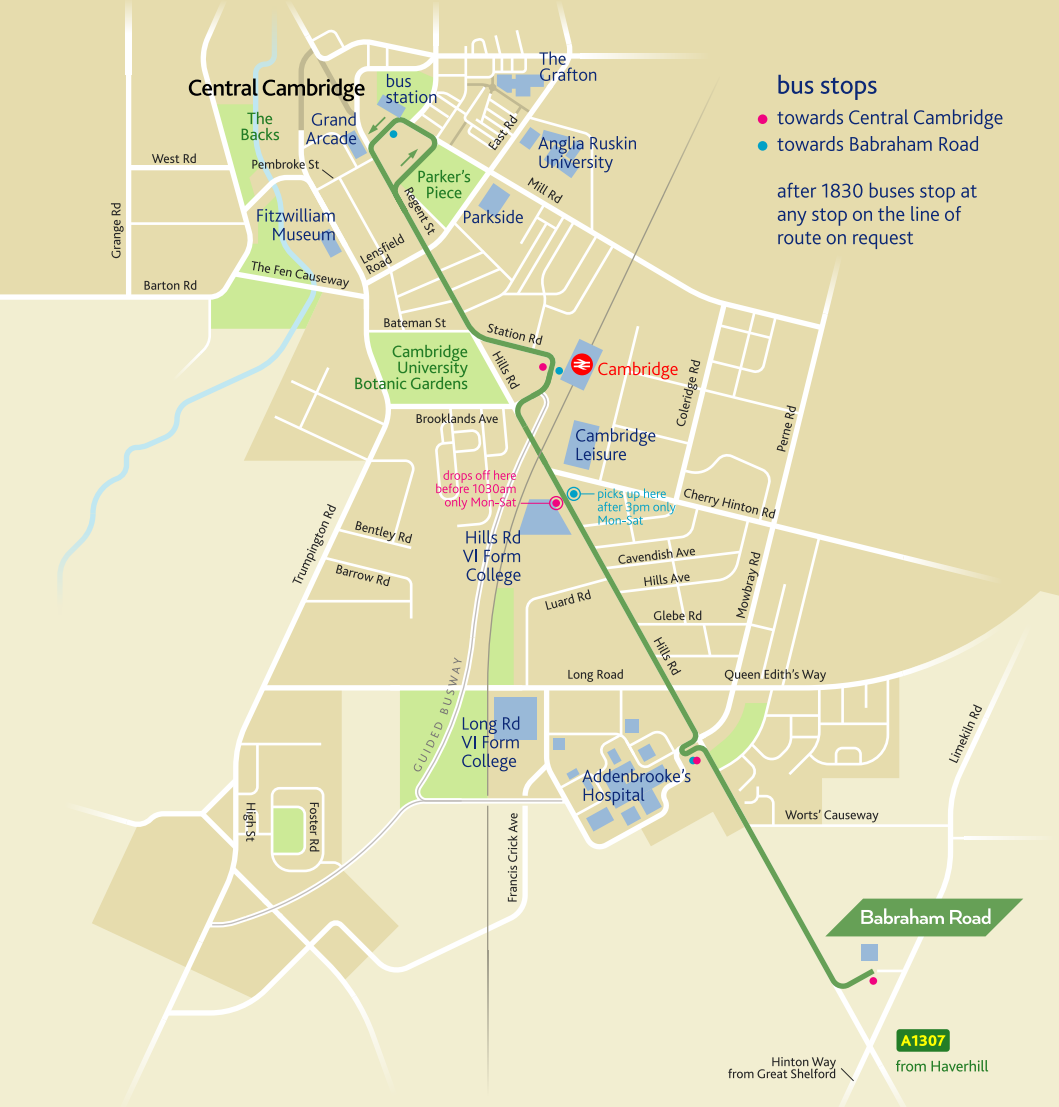 The
Grafton
bus
station
Central Cambridge
bus stops
towards Central Cambridge
towards Babraham Road
after 1830 buses stop at
any stop on the line of
route on request
The
Backs
Grand
Arcade
East Rd
Anglia Ruskin
University
West Rd
Pembroke St
Parker's
Piece
Mill Rd
Regent St
Parkside
Grange Rd
Fitzwilliam
Museum
Lensfield
Road
The Fen Causeway
Barton Rd
Bateman St
Station Rd
Cambridge
University
Botanic Gardens
Hills Rd
Cambridge
Coleridge Rd
Perne Rd
Brooklands Ave
Cambridge
Leisure
drops off here
before 1030am
only Mon-Sat
picks up here
after 3pm only
Mon-Sat
Cherry Hinton Rd
Trumpington Rd
Bentley Rd
Hills Rd
VI Form
College
Cavendish Ave
Barrow Rd
Hills Ave
Mowbray Rd
Luard Rd
Glebe Rd
Hills Rd
Long Road
Queen Edith's Way
GUIDED BUSWAY
Long Rd
VI Form
College
Limekiln Rd
Addenbrooke's
Hospital
High St
Foster Rd
Francis Crick Ave
Worts' Causeway
Babraham Road
A1307
from Haverhill
Hinton Way
from Great Shelford